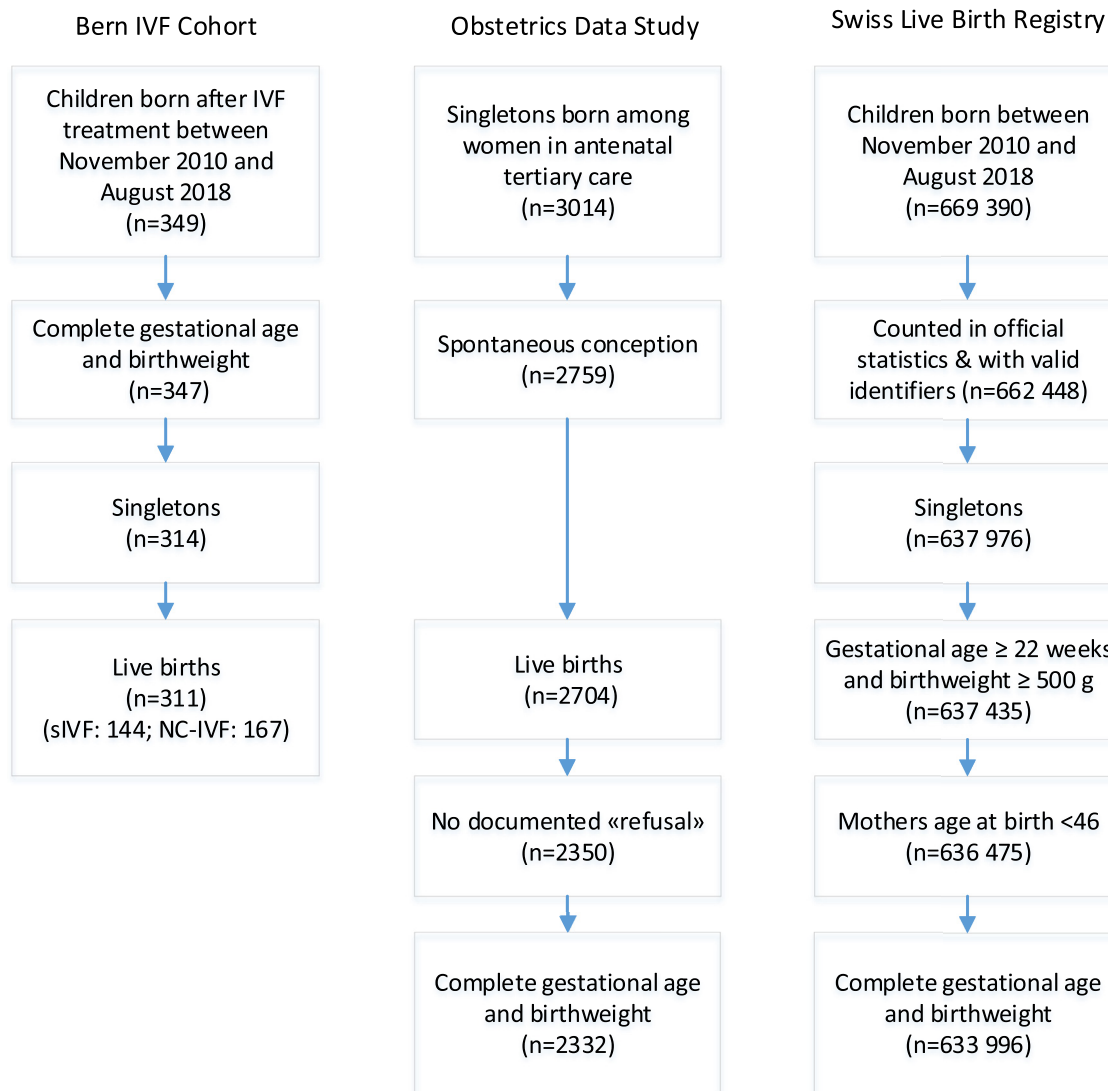 Bern IVF Cohort
Children born after IVF
treatment between
November 2010 and
August 2018
(n=349)
Complete gestational age
and birthweight
(n=347)
Singletons
(n=314)
Live births
(n=311)
(sIVF: 144; NC-IVF: 167)
Obstetrics Data Study
Singletons born among
women in antenatal
tertiary care
(n=3014)
Spontaneous conception
(n=2759)
Live births
(n=2704)
No documented «refusal»
(n=2350)
Complete gestational age
and birthweight
(n=2332)
Swiss Live Birth Registry
Children born between
November 2010 and
August 2018
(n=669 390)
Counted in official
statistics & with valid
identifiers (n=662 448)
Singletons
(n=637 976)
Gestational age ≥ 22 weeks
and birthweight ≥ 500 g
(n=637 435)
Mothers age at birth <46
(n=636 475)
Complete gestational age
and birthweight
(n=633 996)